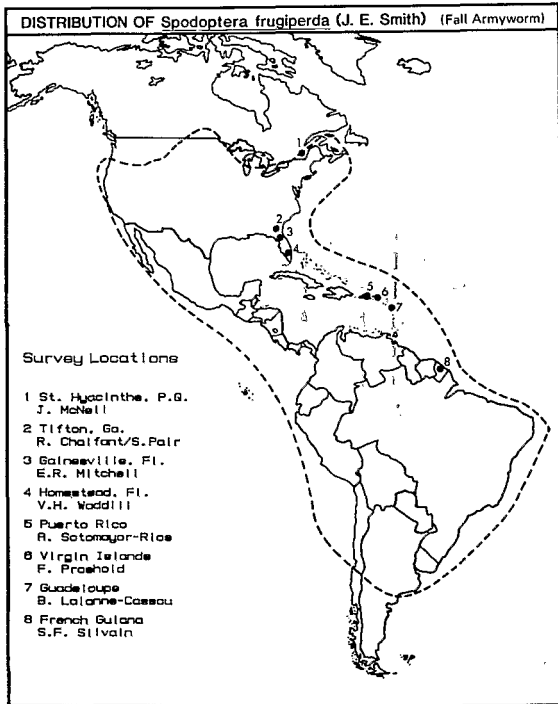 DISTRIBUTION OF Spodoptera frugiperda (J. E. Smith) (Fall Armyworm)
1
2
3
4
5
6
7
8
Survey Locations
1 St. Hyacinthe, P.Q.
J. McNeil
2 Tifton, Ga.
R. Chalfant/S.Pair
3 Gainesville, Fl.
E.R. Mitchell
4 Homestead, Fl.
V.H. Waddill
5 Puerto Rico
A. Sotomayor-Rios
6 Virgin Islands
F. Proshold
7 Guadeloupe
B. Lalanne-Cassou
8 French Guiana
S.F. Silvain